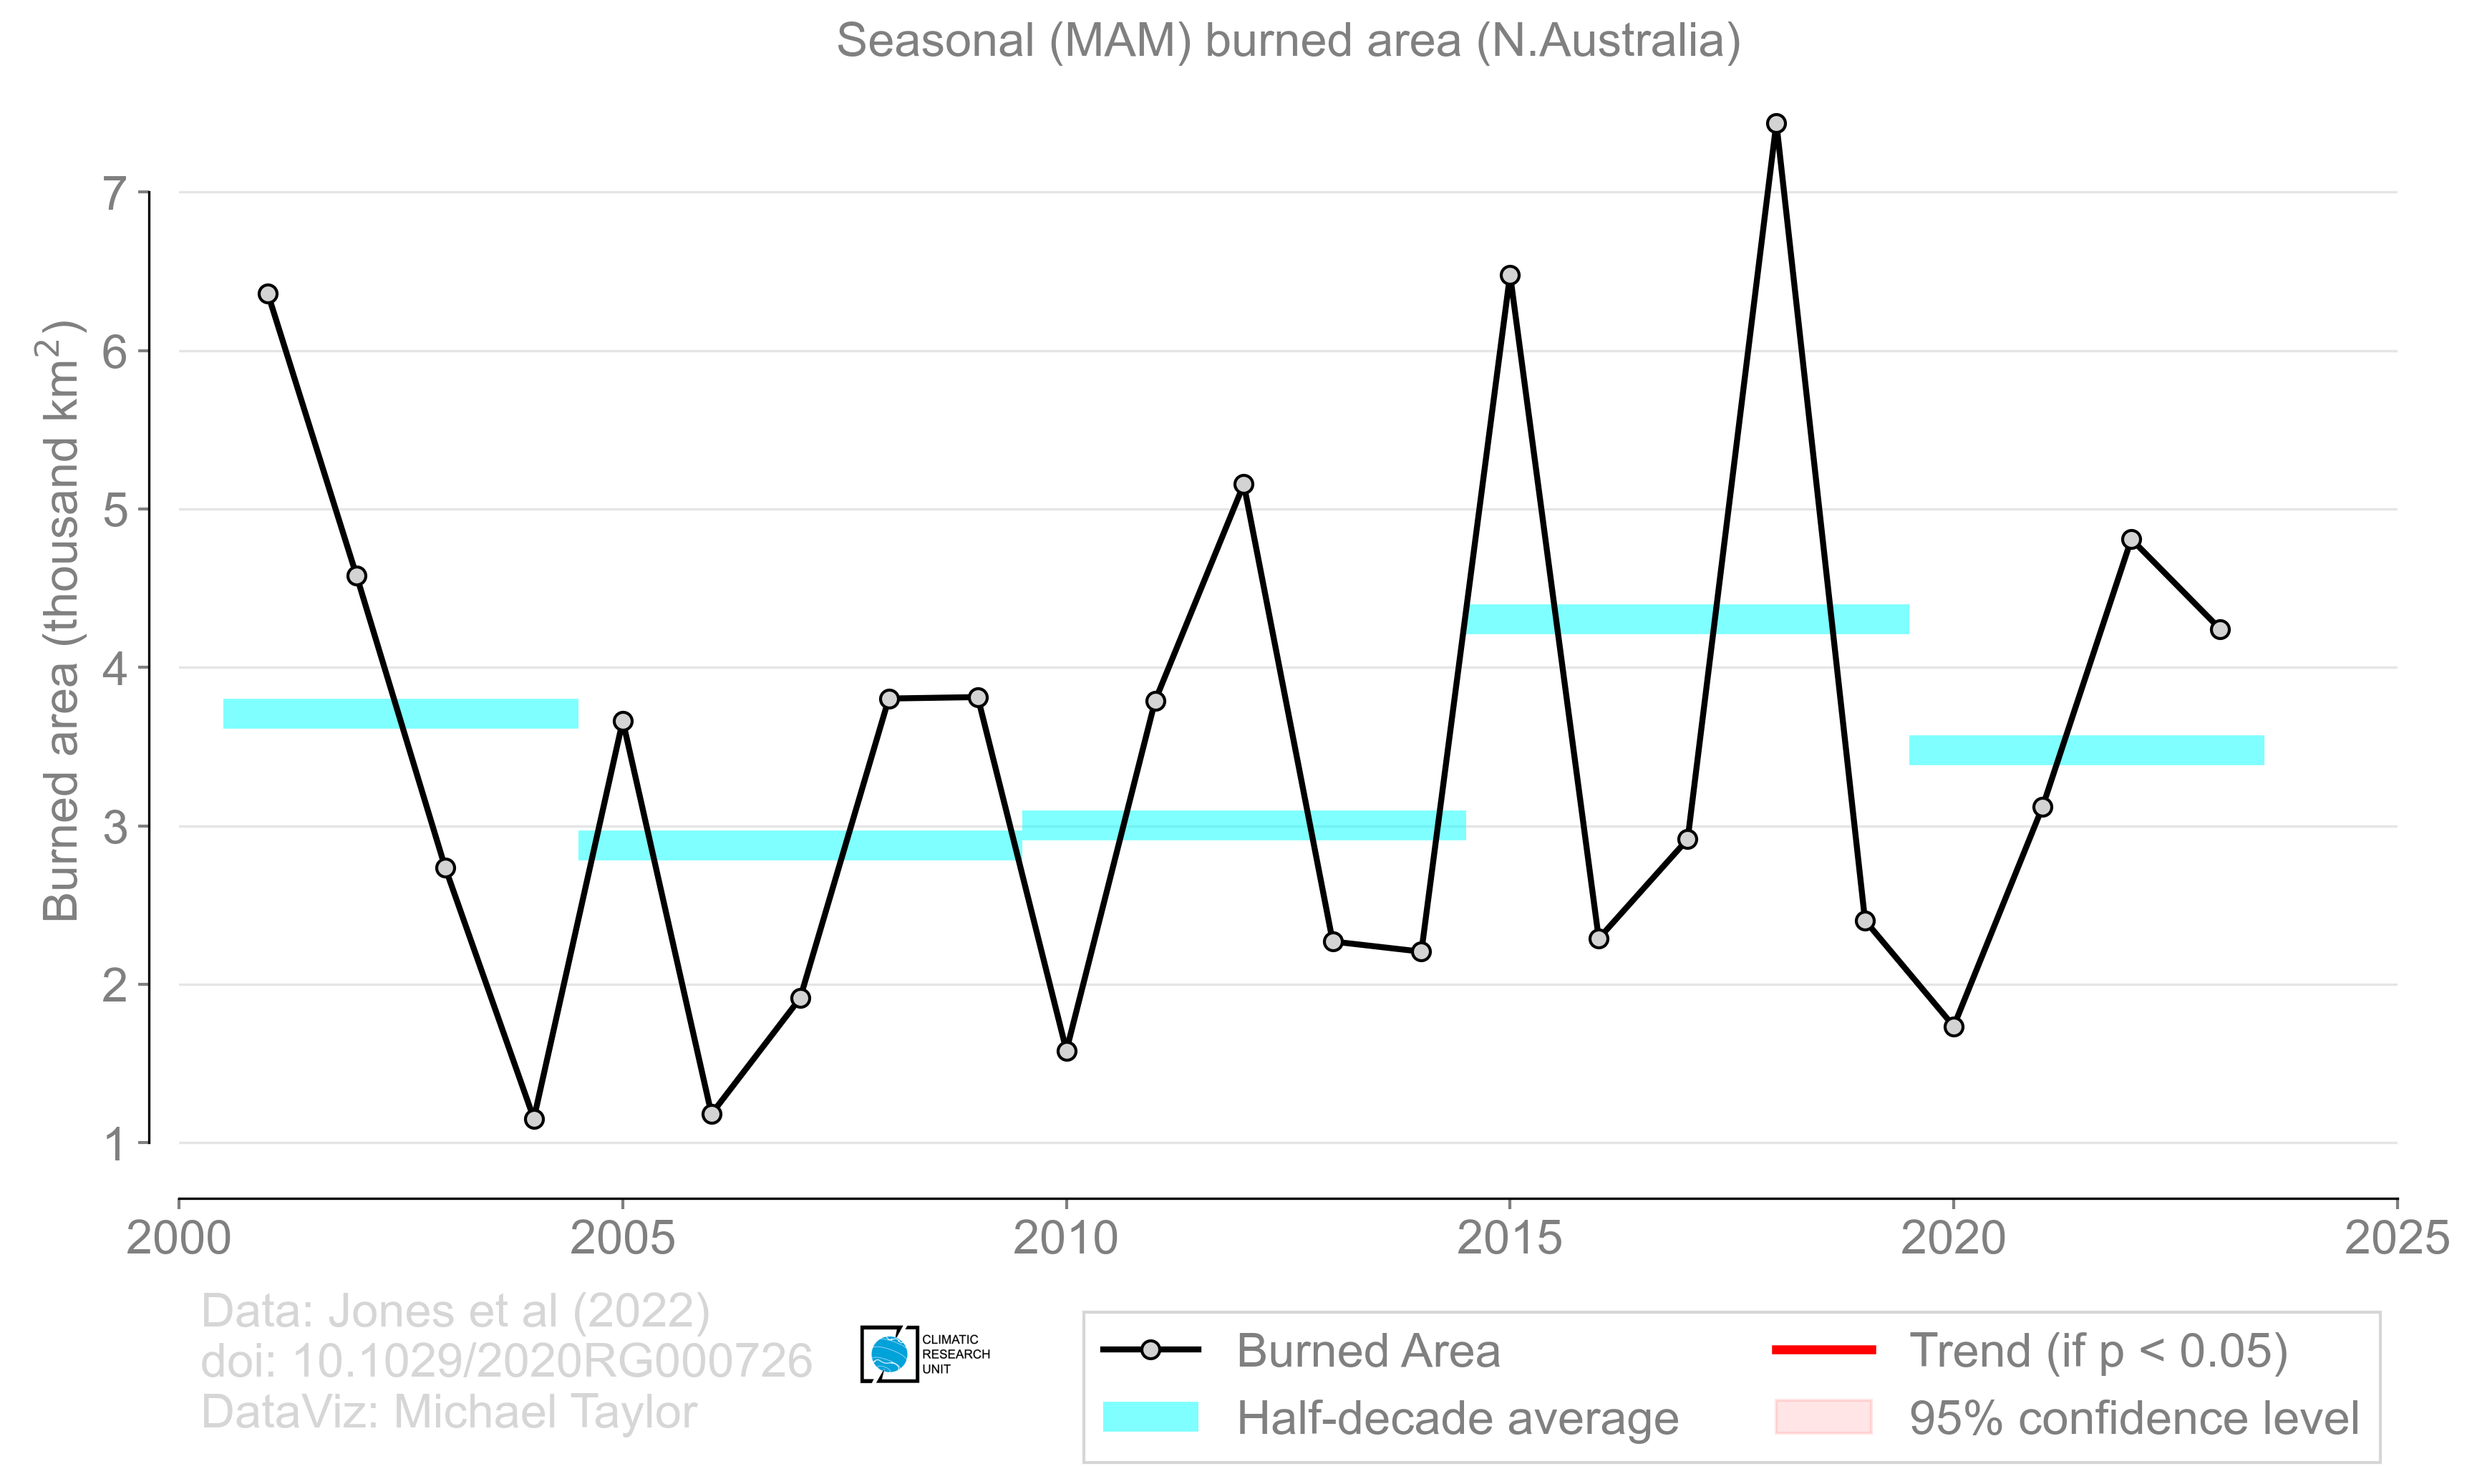 Seasonal (MAM) burned area (N.Australia)
Burned area (thousand km²)
7
6
5
4
3
2
1
2000 2005 2010 2015 2020 2025
Data: Jones et al (2022)
doi: 10.1029/2020RG000726
DataViz: Michael Taylor
CLIMATIC
RESEARCH
UNIT
Burned Area
Half-decade average
Trend (if p < 0.05)
95% confidence level